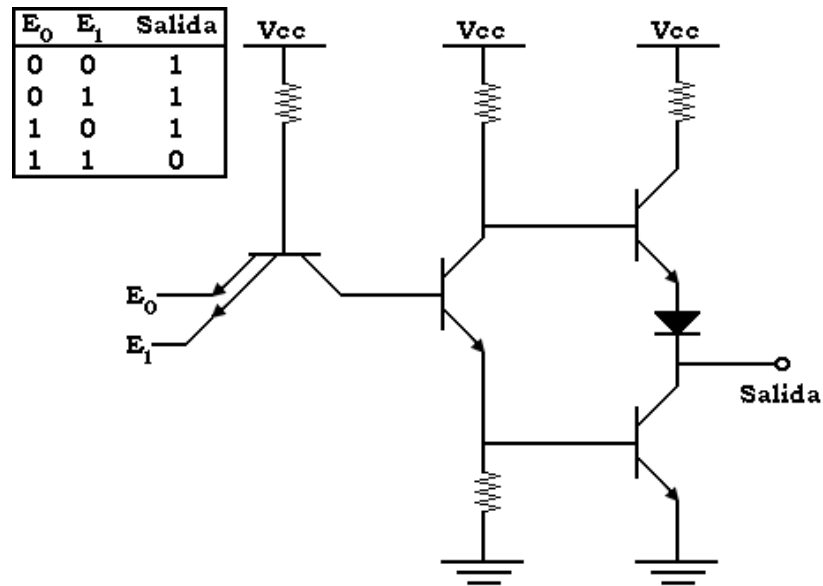 E0 E1 Salida
0 0 1
0 1 1
1 0 1
1 1 0
Vcc
Vcc
Vcc
E0
E1
Salida